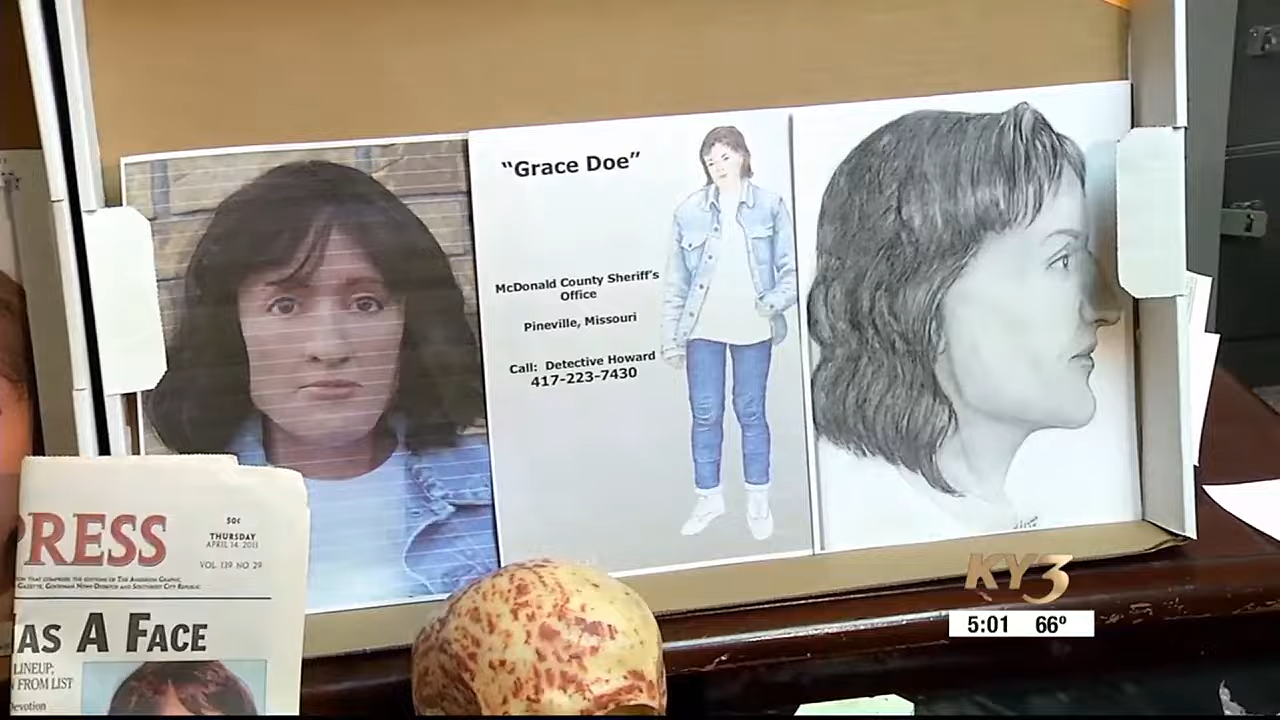 “Grace Doe”
McDonald County Sheriff’s
Office
Pineville, Missouri
Call: Detective Howard
417-223-7430
PRESS
50¢
THURSDAY
APRIL 14, 2011
VOL. 139 NO. 29
AS A FACE
LINEUP;
FROM LIST
KY3
5:01 66º